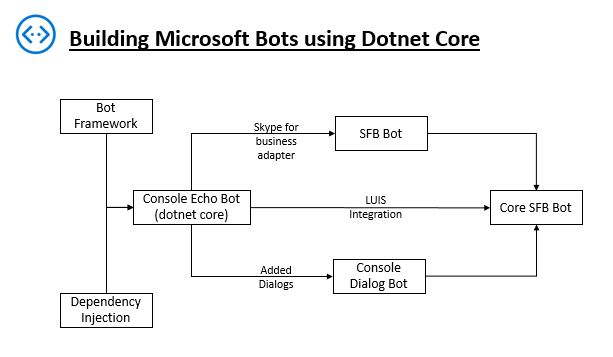 Building Microsoft Bots using Dotnet Core
Bot
Framework
Skype for
business
adapter
SFB Bot
Console Echo Bot
(dotnet core)
LUIS
Integration
Core SFB Bot
Added
Dialogs
Console
Dialog Bot
Dependency
Injection